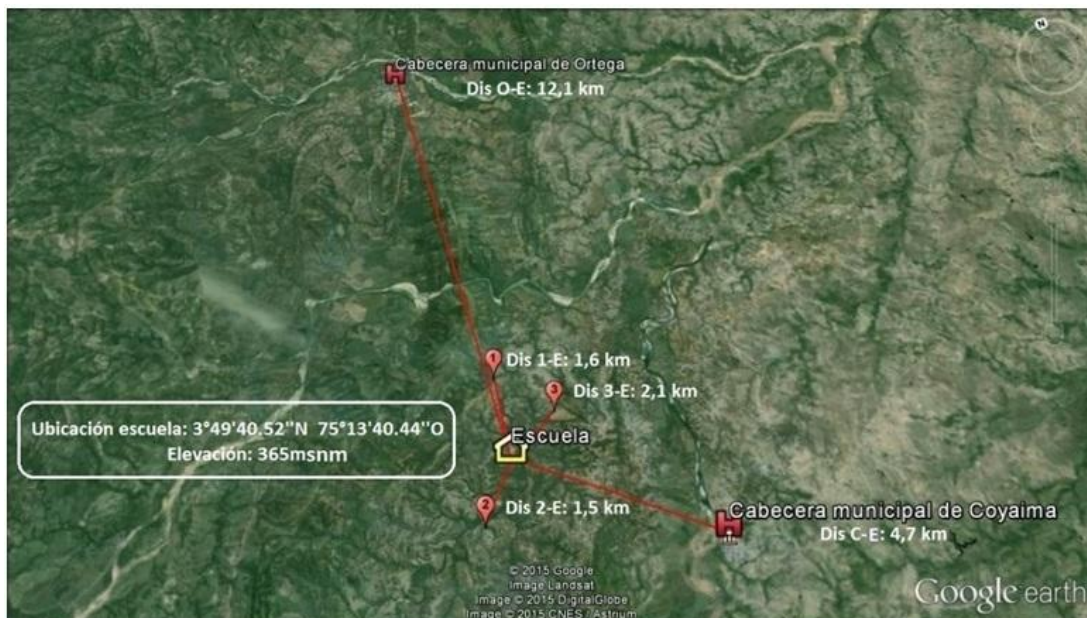 N
Cabecera municipal de Ortega
Dis O-E: 12,1 km
1
Dis 1-E: 1,6 km
3
Dis 3-E: 2,1 km
Ubicación escuela: 3°49'40.52''N 75°13'40.44''O
Elevación: 365msnm
Escuela
2
Dis 2-E: 1,5 km
Cabecera municipal de Coyaima
Dis C-E: 4,7 km
© 2015 Google
Image Landsat
Image © 2015 DigitalGlobe
Image © 2015 CNES / Astrium
Google earth